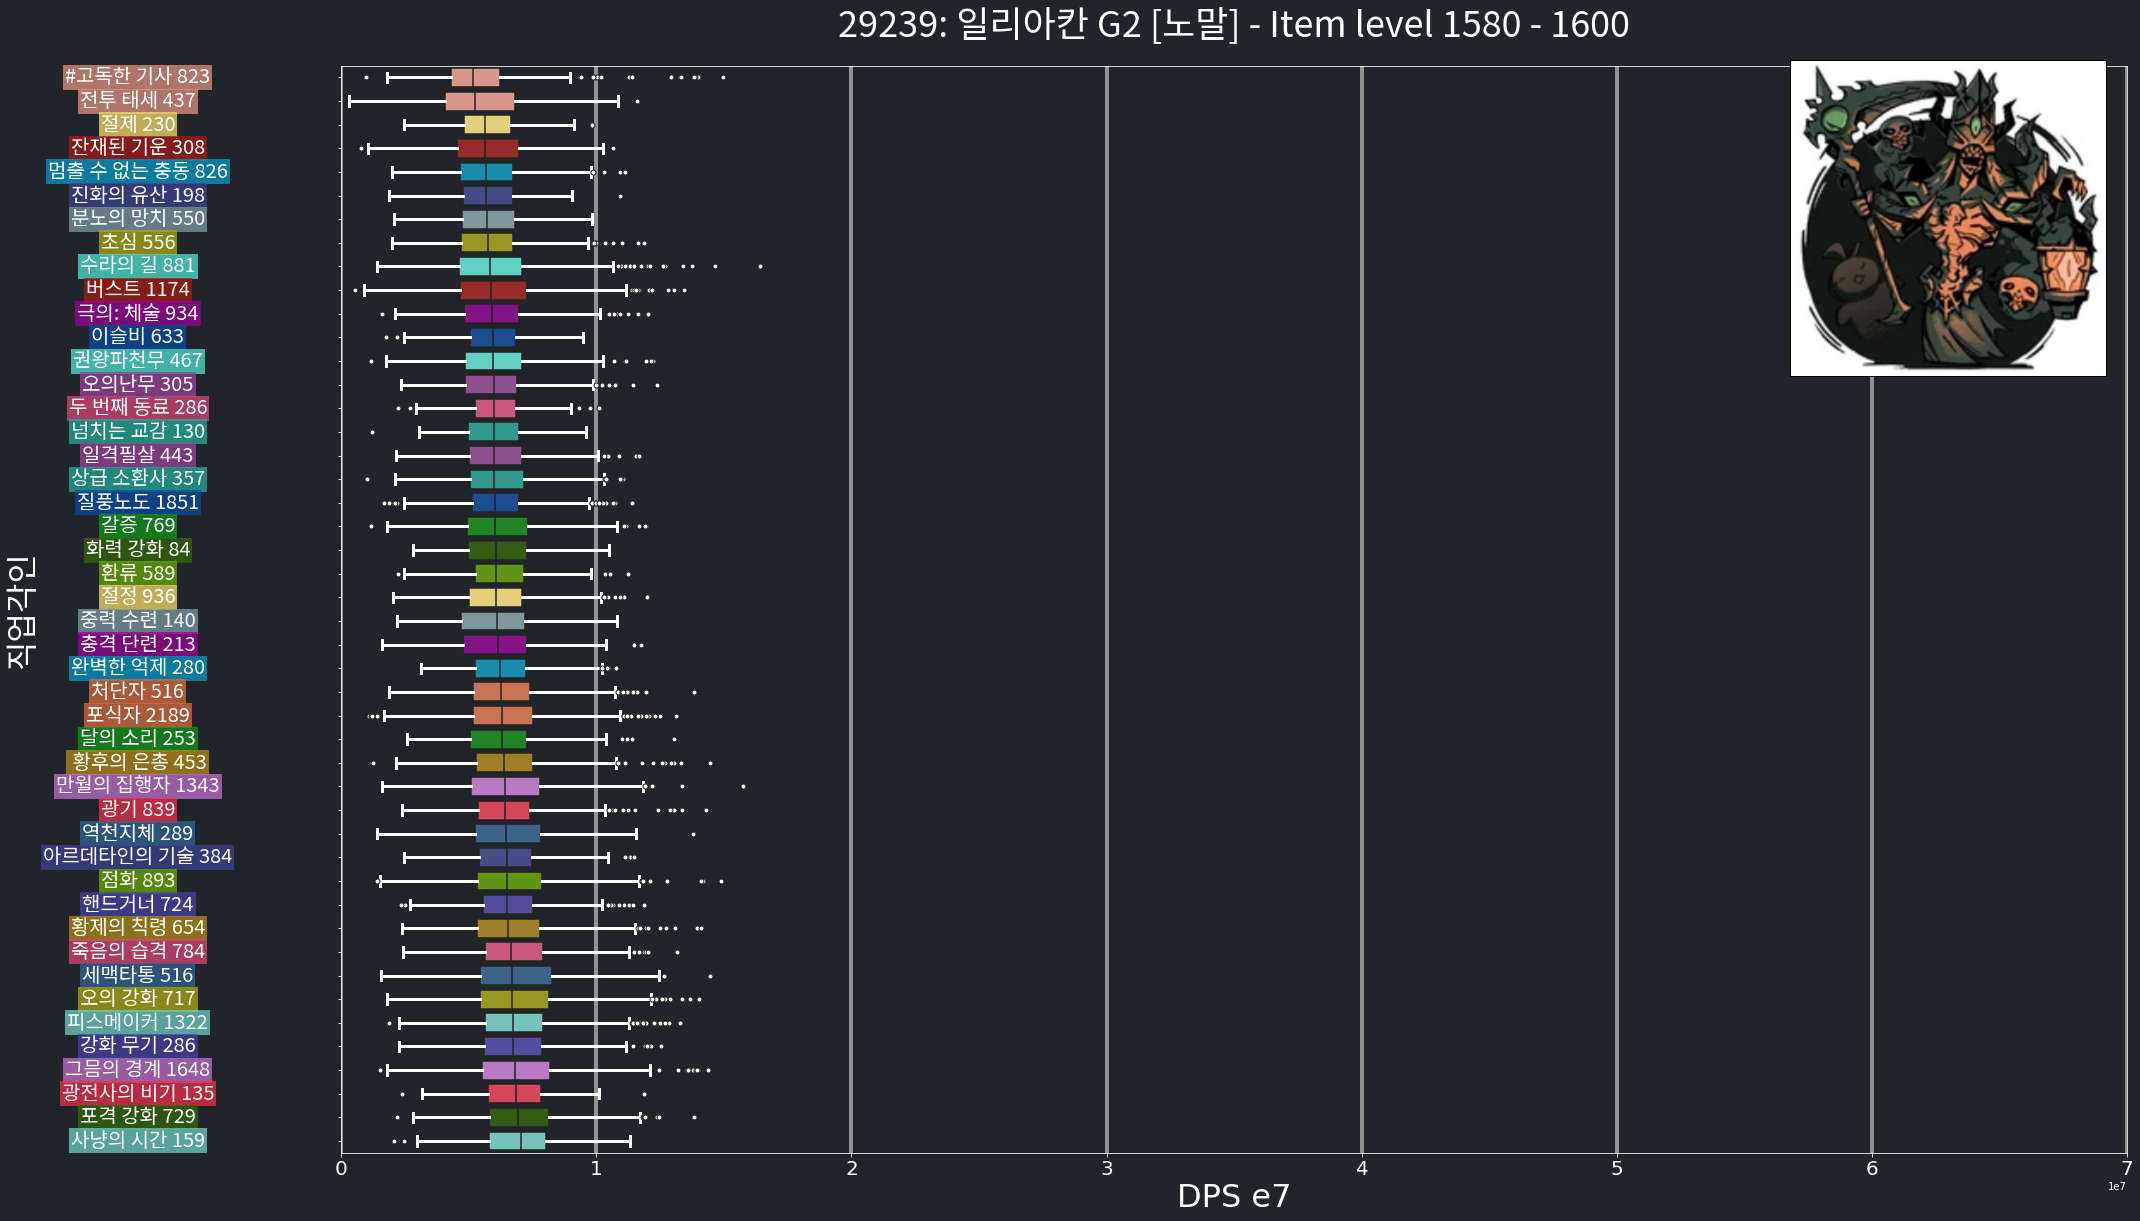 29239: 일리아칸 G2 [노말] - Item level 1580 - 1600
#고독한 기사 823
전투 태세 437
절제 230
잔재된 기운 308
멈출 수 없는 충동 826
진화의 유산 198
분노의 망치 550
초심 556
수라의 길 881
버스트 1174
극의: 체술 934
이슬비 633
권왕파천무 467
오의난무 305
두 번째 동료 286
넘치는 교감 130
일격필살 443
상급 소환사 357
질풍노도 1851
갈증 769
화력 강화 84
환류 589
절정 936
중력 수련 140
충격 단련 213
완벽한 억제 280
처단자 516
포식자 2189
달의 소리 253
황후의 은총 453
만월의 집행자 1343
광기 839
역천지체 289
아르데타인의 기술 384
점화 893
핸드거너 724
황제의 칙령 654
죽음의 습격 784
세맥타통 516
오의 강화 717
피스메이커 1322
강화 무기 286
그믐의 경계 1648
광전사의 비기 135
포격 강화 729
사냥의 시간 159
직업각인
0 1 2 3 4 5 6 7
DPS e7
1e7